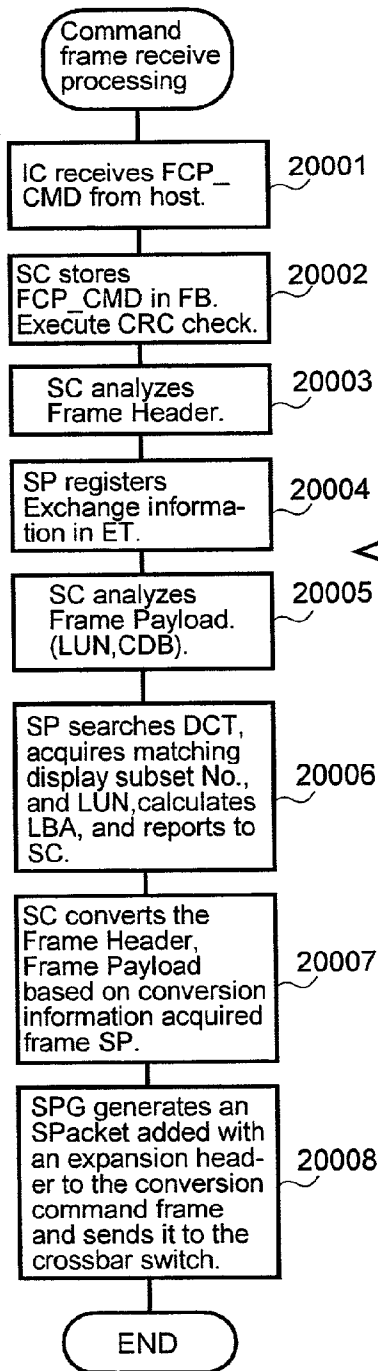 Command
frame receive
processing
IC receives FCP_
CMD from host.
20001
SC stores
FCP_CMD in FB.
Execute CRC check.
20002
SC analyzes
Frame Header.
20003
SP registers
Exchange informa-
tion in ET.
20004
SC analyzes
Frame Payload.
(LUN,CDB).
20005
SP searches DCT,
acquires matching
display subset No.,
and LUN,calculates
LBA, and reports to
SC.
20006
SC converts the
Frame Header,
Frame Payload
based on conversion
information acquired
frame SP.
20007
SPG generates an
SPacket added with
an expansion head-
er to the conversion
command frame
and sends it to the
crossbar switch.
20008
END